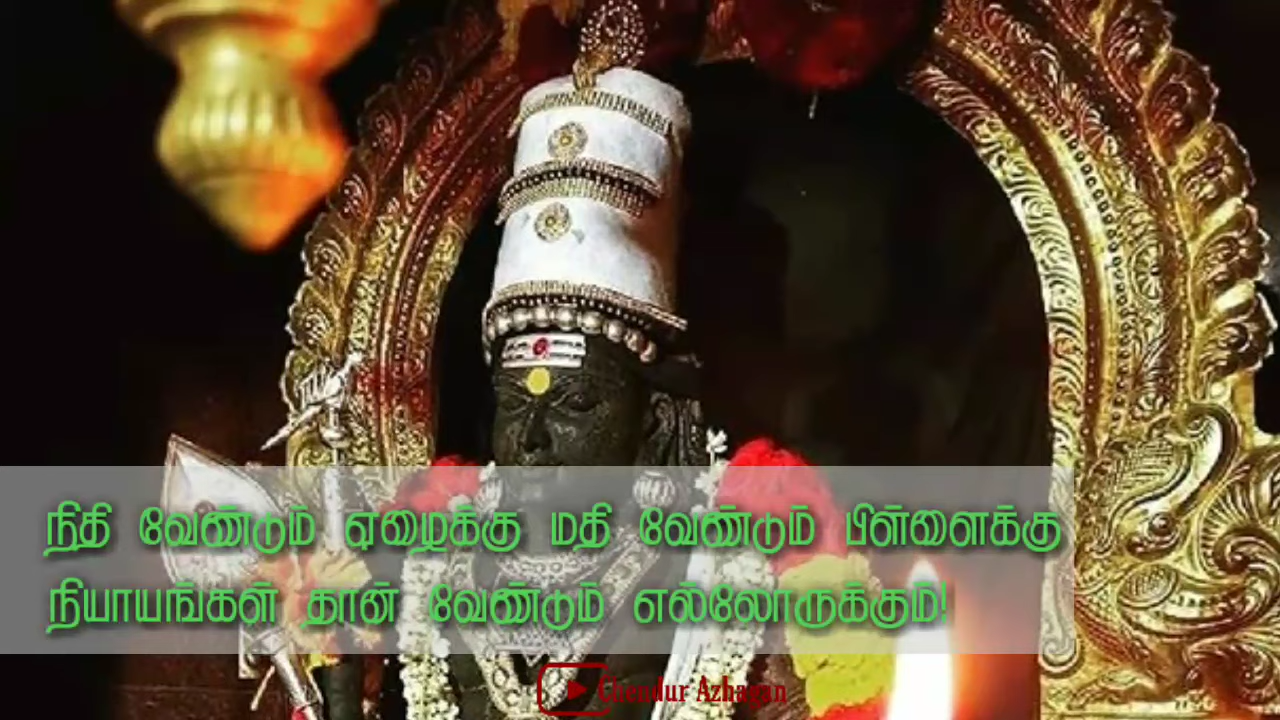 நிதி வேண்டும் ஏழைக்கு மதி வேண்டும் பிள்ளைக்கு
நியாயங்கள் தான் வேண்டும் எல்லோருக்கும்!
Chendur Azhagan